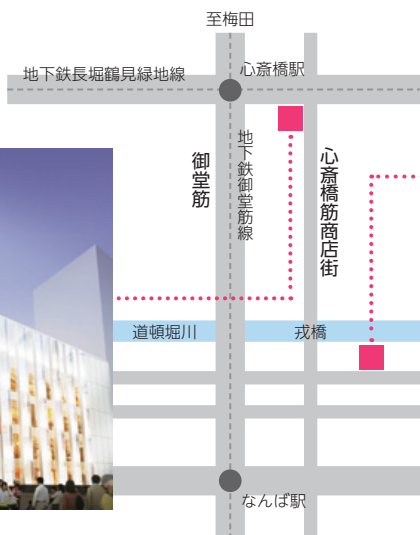 至梅田
地下鉄長堀鶴見緑地線
心斎橋駅
御堂筋
地下鉄御堂筋線
心斎橋筋商店街
道頓堀川
戎橋
なんば駅